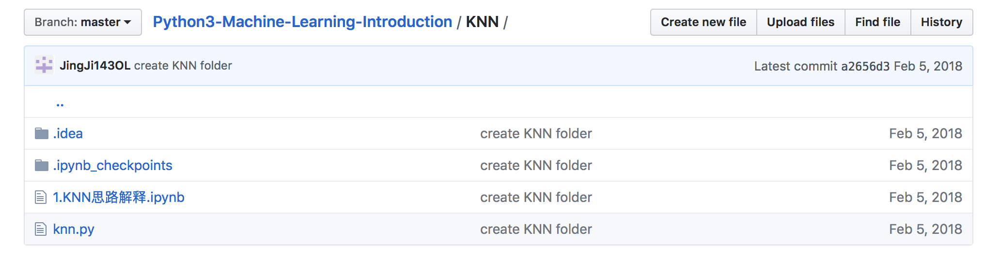 Branch: master Python3-Machine-Learning-Introduction / KNN / Create new file Upload files Find file History
JingJi143OL create KNN folder Latest commit a2656d3 Feb 5, 2018
..
.idea create KNN folder Feb 5, 2018
.ipynb_checkpoints create KNN folder Feb 5, 2018
1.KNN思路解释.ipynb create KNN folder Feb 5, 2018
knn.py create KNN folder Feb 5, 2018